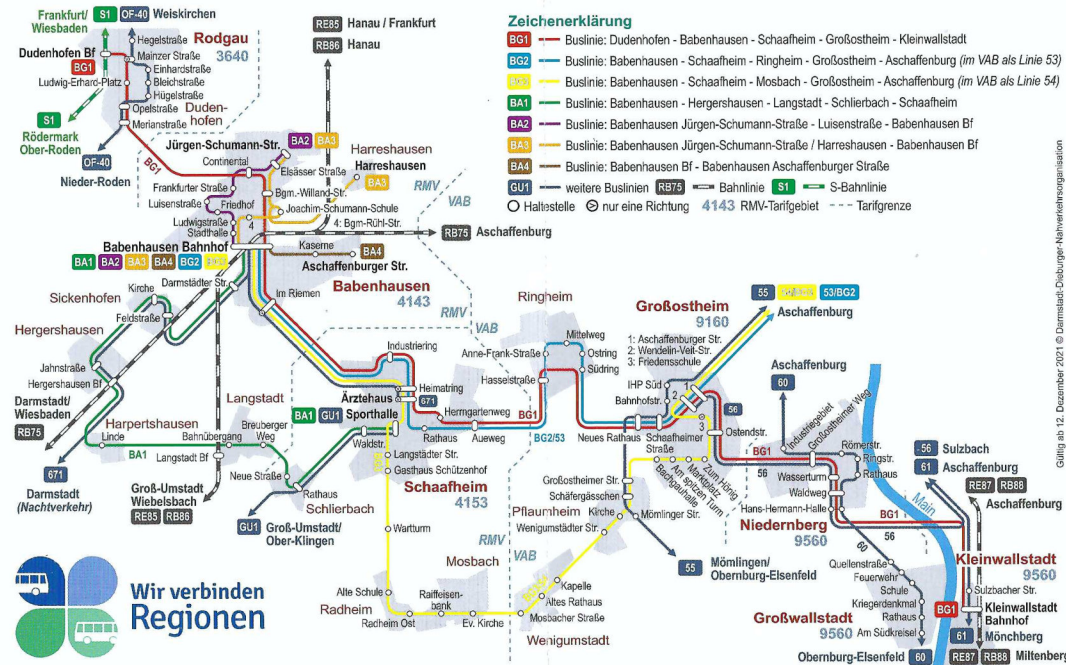 Frankfurt/
Wiesbaden
S1
OF-40
Weiskirchen
Dudenhofen Bf
BG1
Hegelstraße
Mainzer Straße
Einhardstraße
Bleichstraße
Hügelstraße
Ludwig-Erhard-Platz
Opelstraße
Merianstraße
Rodgau
3640
Duden-
hofen
S1
Rödermark
Ober-Roden
OF-40
Nieder-Roden
BG1
RE85
Hanau / Frankfurt
RB86
Hanau
Jürgen-Schumann-Str.
BA2
BA3
Continental
Elsässer Straße
Harreshausen
Harreshausen
BA3
Frankfurter Straße
Bgm.-Willand-Str.
Luisenstraße
Friedhof
Joachim-Schumann-Schule
Ludwigstraße
4
4: Bgm-Rühl-Str.
Stadthalle
RMV
VAB
RB75
Aschaffenburg
Babenhausen Bahnhof
Kaserne
BA4
Aschaffenburger Str.
BA1
BA2
BA3
BA4
BG2
Darmstädter Str.
Im Riemen
Babenhausen
4143
RMV
VAB
Sickenhofen
Kirche
Feldstraße
Hergershausen
Jahnstraße
Hergershausen Bf
Darmstadt/
Wiesbaden
RB75
Harpertshausen
Linde
BA1
671
Darmstadt
(Nachtverkehr)
Langstadt
Bahnübergang
Langstadt Bf
Breuberger
Weg
Groß-Umstadt
Wiebelsbach
RE85
RB86
Neue Straße
Rathaus
Schlierbach
GU1
Groß-Umstadt/
Ober-Klingen
BA1
GU1
Industriering
Ärztehaus
Heimatring
671
Sporthalle
Herrngartenweg
Waldstr.
Rathaus
Aueweg
Langstädter Str.
Gasthaus Schützenhof
Schaafheim
4153
Wartturm
RMV
VAB
Mosbach
Alte Schule
Radheim
Radheim Ost
Raiffeisen-
bank
Ev. Kirche
Mosbacher Straße
Altes Rathaus
Kapelle
Wenigumstadt
Ringheim
Anne-Frank-Straße
Mittelweg
Ostring
Südring
Hasselstraße
BG1
BG2/53
Großostheim
9160
1: Aschaffenburger Str.
2: Wendelin-Veit-Str.
3: Friedensschule
55
53/BG2
Aschaffenburg
IHP Süd
Bahnhofstr.
1
2
3
56
Neues Rathaus
Schaafheimer
Straße
Ostendstr.
Bachgauhalle
Am spitzen Turm
Marktplatz
Zum Höing
Großostheimer Str.
Schäfergässchen
Pflaumheim
Kirche
Mömlinger Str.
Wenigumstädter Str.
55
Mömlingen/
Obernburg-Elsenfeld
Aschaffenburg
60
BG1
56
Industriegebiet
Großostheimer Weg
Römerstr.
Ringstr.
Rathaus
Wasserturm
Waldweg
Hans-Hermann-Halle
Niedernberg
9560
Main
BG1
56
60
56
Sulzbach
61
Aschaffenburg
RE87
RB88
Aschaffenburg
Kleinwallstadt
9560
Sulzbacher Str.
BG1
Kleinwallstadt
Bahnhof
61
Mönchberg
RE87
RB88
Miltenberg
Quellenstraße
Feuerwehr
Schule
Kriegerdenkmal
Rathaus
Am Südkreisel
Großwallstadt
9560
Obernburg-Elsenfeld
60
Zeichenerklärung
BG1 Buslinie: Dudenhofen - Babenhausen - Schaafheim - Großostheim - Kleinwallstadt
BG2 Buslinie: Babenhausen - Schaafheim - Ringheim - Großostheim - Aschaffenburg (im VAB als Linie 53)
Buslinie: Babenhausen - Schaafheim - Mosbach - Großostheim - Aschaffenburg (im VAB als Linie 54)
BA1 Buslinie: Babenhausen - Hergershausen - Langstadt - Schlierbach - Schaafheim
BA2 Buslinie: Babenhausen Jürgen-Schumann-Straße - Luisenstraße - Babenhausen Bf
BA3 Buslinie: Babenhausen Jürgen-Schumann-Straße / Harreshausen - Babenhausen Bf
BA4 Buslinie: Babenhausen Bf - Babenhausen Aschaffenburger Straße
GU1 weitere Buslinien RB75 Bahnlinie S1 S-Bahnlinie
Haltestelle nur eine Richtung 4143 RMV-Tarifgebiet Tarifgrenze
Gültig ab 12. Dezember 2021 © Darmstadt-Dieburger-Nahverkehrsorganisation
Wir verbinden
Regionen